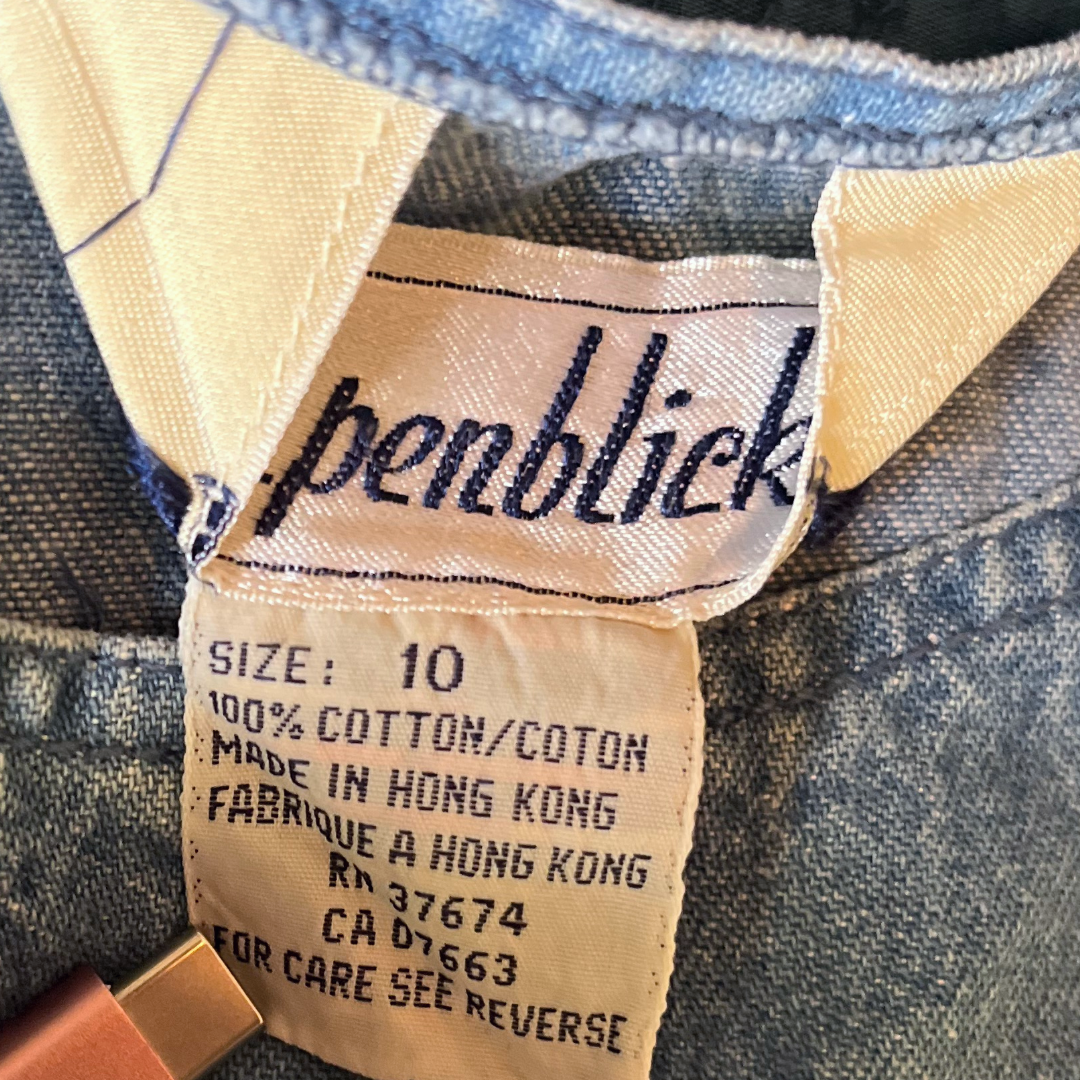 penblick
SIZE: 10
100% COTTON/COTON
MADE IN HONG KONG
FABRIQUE A HONG KONG
RN 37674
CA 07663
FOR CARE SEE REVERSE